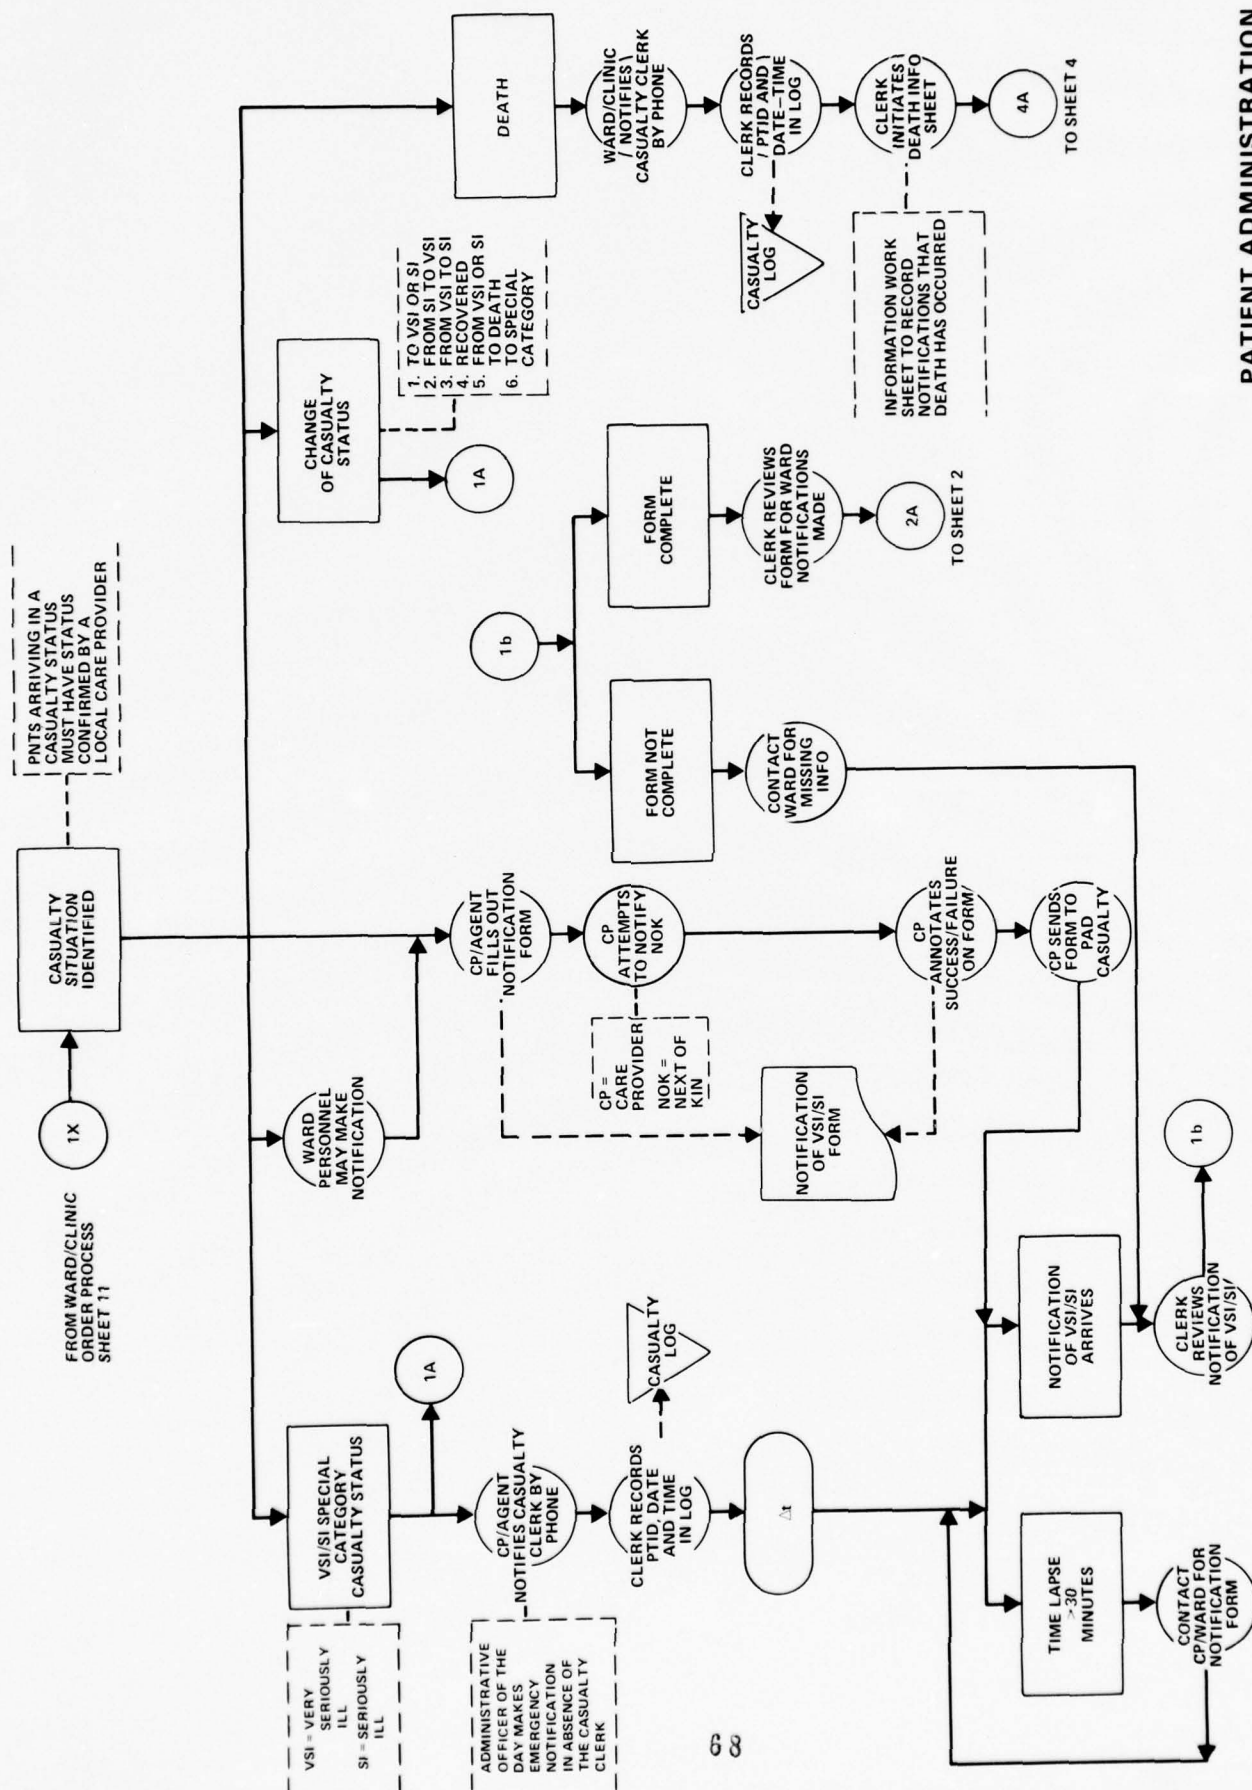 FROM WARD/CLINIC
ORDER PROCESS
SHEET 11
1X
CASUALTY
SITUATION
IDENTIFIED
PNTS ARRIVING IN A
CASUALTY STATUS
MUST HAVE STATUS
CONFIRMED BY A
LOCAL CARE PROVIDER
VSI = VERY
SERIOUSLY
ILL
SI = SERIOUSLY
ILL
VSI/SI SPECIAL
CATEGORY
CASUALTY STATUS
1A
ADMINISTRATIVE
OFFICER OF THE
DAY MAKES
EMERGENCY
NOTIFICATION
IN ABSENCE OF
THE CASUALTY
CLERK
CP/AGENT
NOTIFIES CASUALTY
CLERK BY
PHONE
CLERK RECORDS
PTID, DATE
AND TIME
IN LOG
CASUALTY
LOG
Δt
TIME LAPSE
>30
MINUTES
CONTACT
CP/WARD FOR
NOTIFICATION
FORM
NOTIFICATION
OF VSI/SI
ARRIVES
CLERK
REVIEWS
NOTIFICATION
OF VSI/SI
1b
WARD
PERSONNEL
MAY MAKE
NOTIFICATION
CP/AGENT
FILLS OUT
NOTIFICATION
FORM
CP
ATTEMPTS
TO NOTIFY
NOK
CP =
CARE
PROVIDER
NOK =
NEXT OF
KIN
NOTIFICATION
OF VSI/SI
FORM
CP
ANNOTATES
SUCCESS/FAILURE
ON FORM
CP SENDS
FORM TO
PAD
CASUALTY
1b
FORM NOT
COMPLETE
CONTACT
WARD FOR
MISSING
INFO
FORM
COMPLETE
CLERK REVIEWS
FORM FOR WARD
NOTIFICATIONS
MADE
2A
TO SHEET 2
CHANGE
OF CASUALTY
STATUS
1A
1. TO VSI OR SI
2. FROM SI TO VSI
3. FROM VSI TO SI
4. RECOVERED
5. FROM VSI OR SI
TO DEATH
6. TO SPECIAL
CATEGORY
DEATH
WARD/CLINIC
NOTIFIES
CASUALTY CLERK
BY PHONE
CLERK RECORDS
PTID AND
DATE-TIME
IN LOG
CASUALTY
LOG
CLERK
INITIATES
DEATH INFO
SHEET
INFORMATION WORK
SHEET TO RECORD
NOTIFICATIONS THAT
DEATH HAS OCCURRED
4A
TO SHEET 4
PATIENT ADMINISTRATION
68